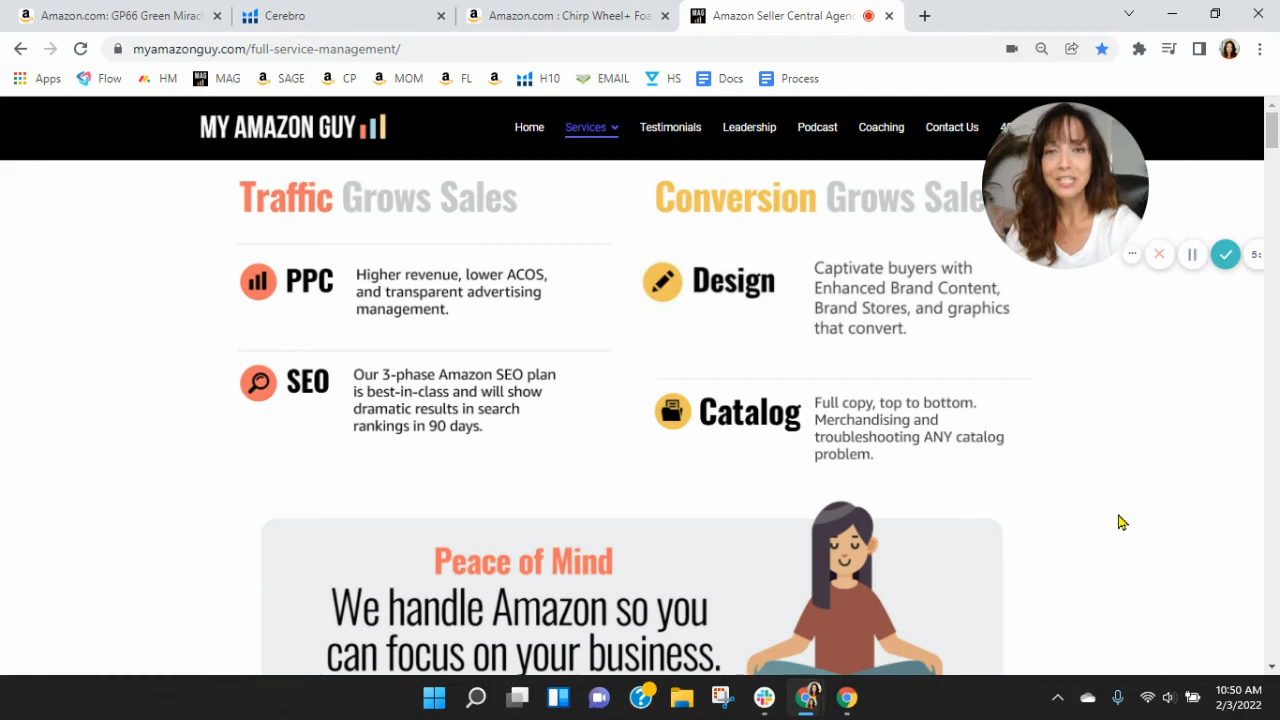 Amazon.com: GP66 Green Mirac
Cerebro
Amazon.com : Chirp Wheel+ Foa
Amazon Seller Central Agenc
myamazonguy.com/full-service-management/
Apps
Flow
HM
MAG
SAGE
CP
MOM
FL
H10
EMAIL
HS
Docs
Process
MY AMAZON GUY
Home
Services
Testimonials
Leadership
Podcast
Coaching
Contact Us
Traffic Grows Sales
Conversion Grows Sale
PPC
Higher revenue, lower ACOS,
and transparent advertising
management.
SEO
Our 3-phase Amazon SEO plan
is best-in-class and will show
dramatic results in search
rankings in 90 days.
Design
Captivate buyers with
Enhanced Brand Content,
Brand Stores, and graphics
that convert.
Catalog
Full copy, top to bottom.
Merchandising and
troubleshooting ANY catalog
problem.
5:
Peace of Mind
We handle Amazon so you
can focus on your business.
10:50 AM
2/3/2022